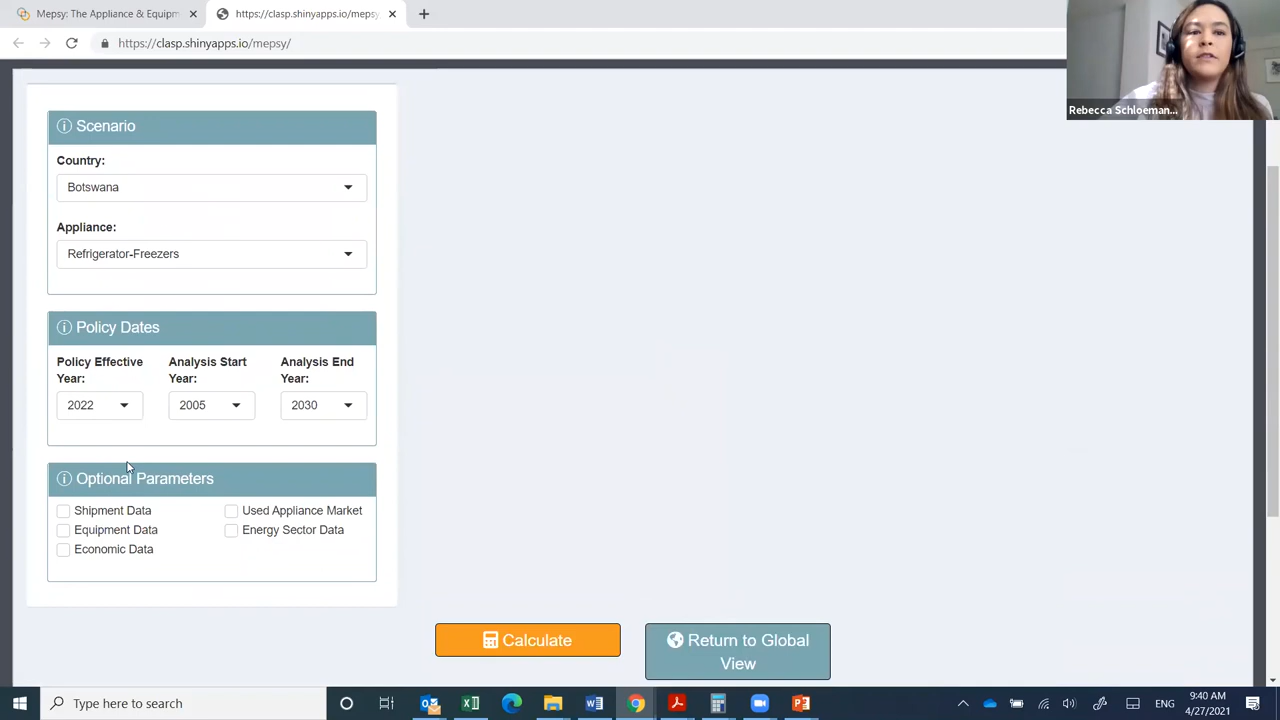 Mepsy: The Appliance & Equipm
https://clasp.shinyapps.io/mepsy
https://clasp.shinyapps.io/mepsy/
Rebecca Schloeman...
Scenario
Country:
Botswana
Appliance:
Refrigerator-Freezers
Policy Dates
Policy Effective Year:
Analysis Start Year:
Analysis End Year:
2022
2005
2030
Optional Parameters
Shipment Data
Used Appliance Market
Equipment Data
Energy Sector Data
Economic Data
Calculate
Return to Global
View
Type here to search
ENG
9:40 AM
4/27/2021